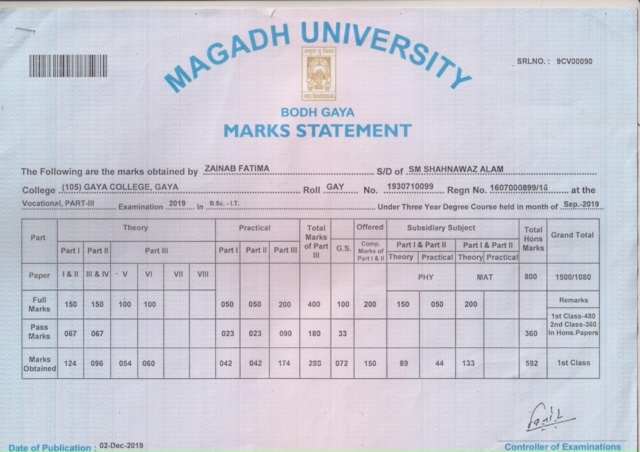 MAGADH UNIVERSITY
SRLNO. : 9CV00090
BODH GAYA
MARKS STATEMENT
The Following are the marks obtained by ZAINAB FATIMA S/D of SM SHAHNAWAZ ALAM
College (105) GAYA COLLEGE, GAYA Roll GAY No. 1930710099 Regn No. 1607000899/16 at the
Vocational, PART-III Examination 2019 In B.Sc. - I.T. Under Three Year Degree Course held in month of Sep.-2019
Part Theory Practical Total Marks of Part III G.S. Offered Subsidiary Subject Total Hons Marks Grand Total
Part I Part II Part III Part I Part II Part III Comp. Marks of Part I & II Part I & Part II Part I & Part II
Theory Practical Theory Practical
Paper I & II III & IV V VI VII VIII PHY MAT 800 1500/1080
Full Marks 150 150 100 100 050 050 200 400 100 200 150 050 200 Remarks
Pass Marks 067 067 023 023 090 180 33 360 1st Class-480 2nd Class-360 in Hons.Papers
Marks Obtained 124 096 054 060 042 042 174 288 072 150 89 44 133 592 1st Class
Date of Publication : 02-Dec-2019
Controller of Examinations